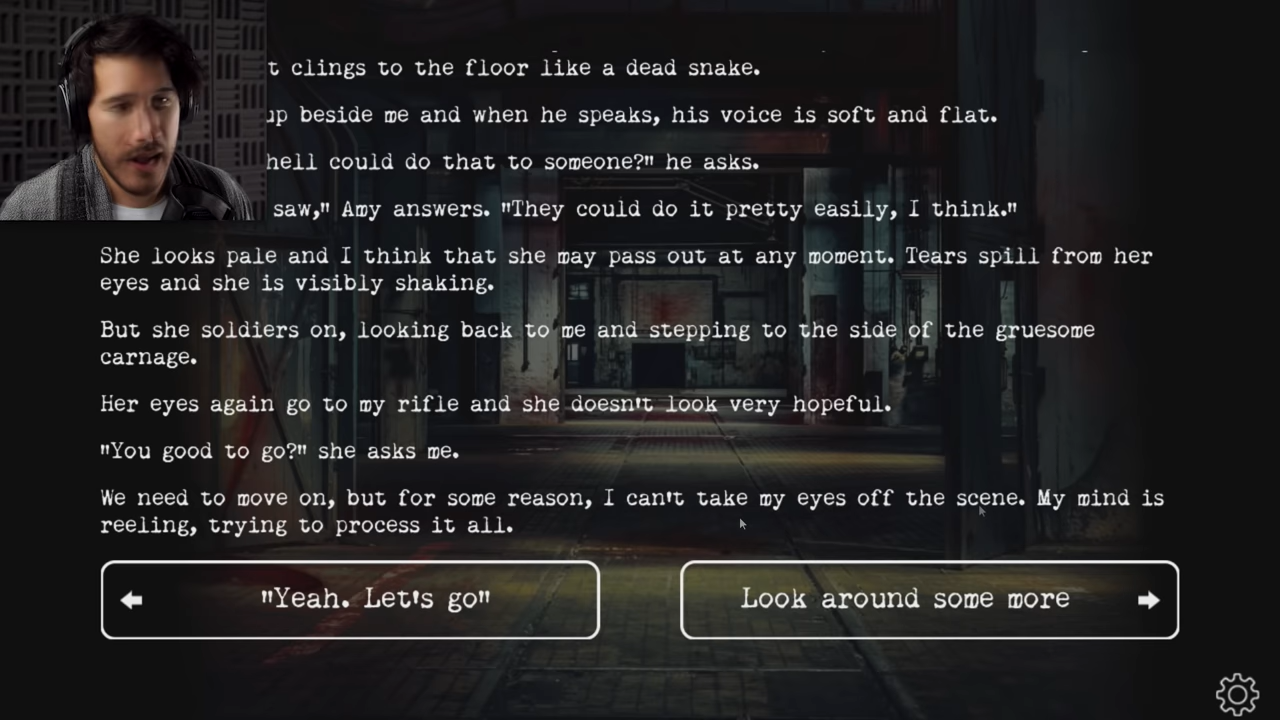 t clings to the floor like a dead snake.
up beside me and when he speaks, his voice is soft and flat.
hell could do that to someone?" he asks.
saw," Amy answers. "They could do it pretty easily, I think."
She looks pale and I think that she may pass out at any moment. Tears spill from her
eyes and she is visibly shaking.
But she soldiers on, looking back to me and stepping to the side of the gruesome
carnage.
Her eyes again go to my rifle and she doesn't look very hopeful.
"You good to go?" she asks me.
We need to move on, but for some reason, I can't take my eyes off the scene. My mind is
reeling, trying to process it all.
"Yeah. Let's go"
Look around some more